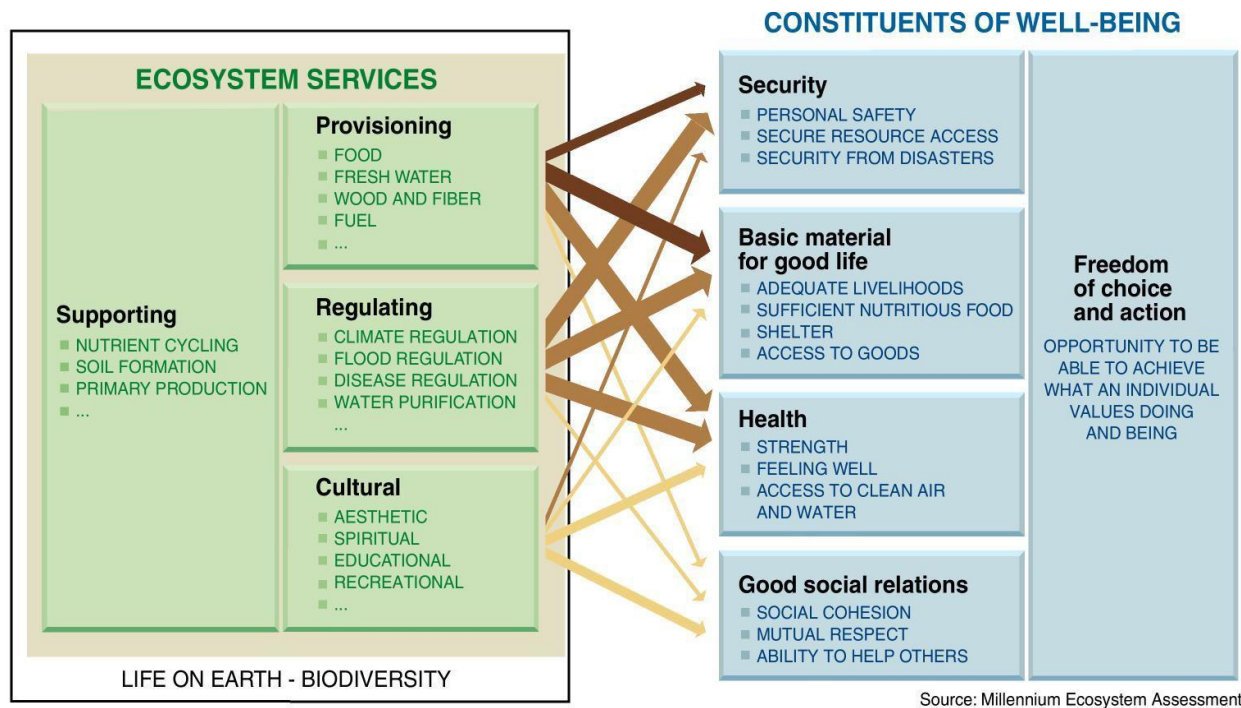 CONSTITUENTS OF WELL-BEING
ECOSYSTEM SERVICES
Supporting
NUTRIENT CYCLING
SOIL FORMATION
PRIMARY PRODUCTION
...
Provisioning
FOOD
FRESH WATER
WOOD AND FIBER
FUEL
...
Regulating
CLIMATE REGULATION
FLOOD REGULATION
DISEASE REGULATION
WATER PURIFICATION
...
Cultural
AESTHETIC
SPIRITUAL
EDUCATIONAL
RECREATIONAL
...
LIFE ON EARTH - BIODIVERSITY
Security
PERSONAL SAFETY
SECURE RESOURCE ACCESS
SECURITY FROM DISASTERS
Basic material
for good life
ADEQUATE LIVELIHOODS
SUFFICIENT NUTRITIOUS FOOD
SHELTER
ACCESS TO GOODS
Health
STRENGTH
FEELING WELL
ACCESS TO CLEAN AIR
AND WATER
Good social relations
SOCIAL COHESION
MUTUAL RESPECT
ABILITY TO HELP OTHERS
Freedom
of choice
and action
OPPORTUNITY TO BE
ABLE TO ACHIEVE
WHAT AN INDIVIDUAL
VALUES DOING
AND BEING
Source: Millennium Ecosystem Assessment